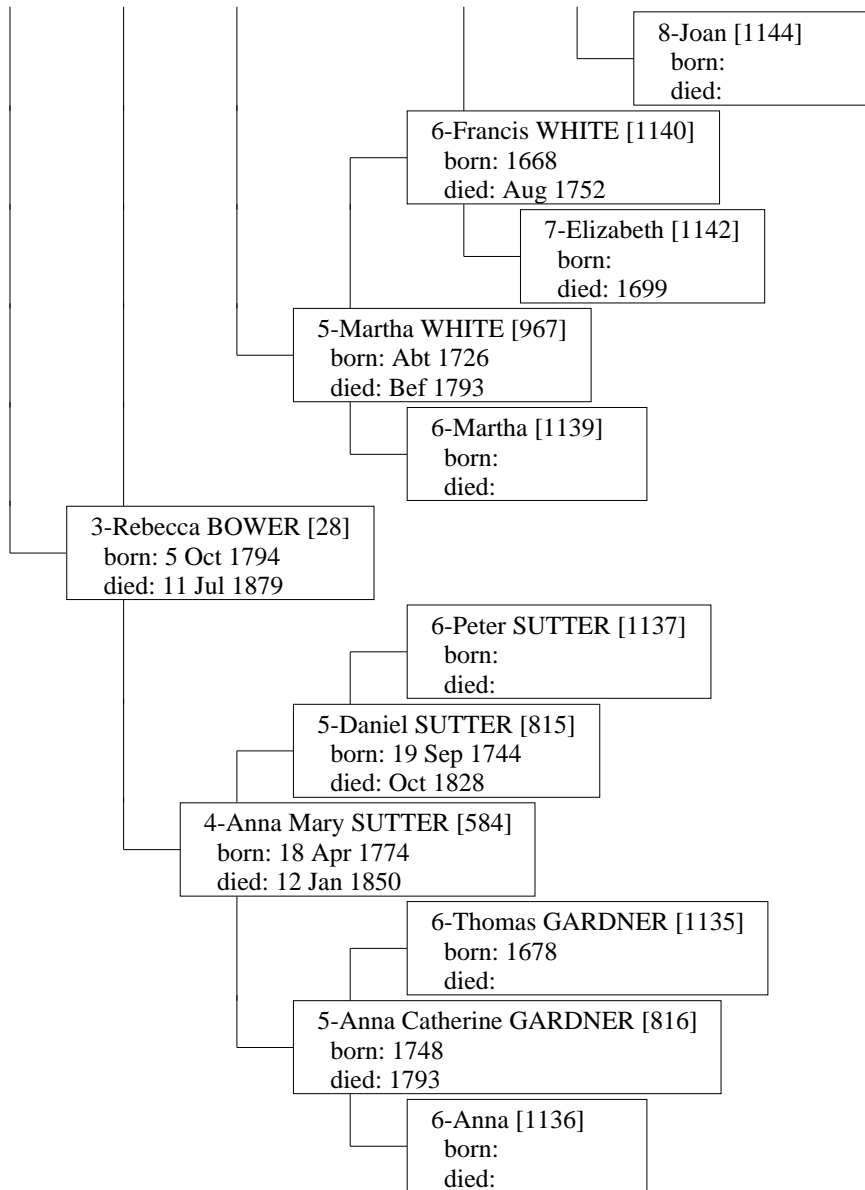 8-Joan [1144]
born:
died:
6-Francis WHITE [1140]
born: 1668
died: Aug 1752
7-Elizabeth [1142]
born:
died: 1699
5-Martha WHITE [967]
born: Abt 1726
died: Bef 1793
6-Martha [1139]
born:
died:
3-Rebecca BOWER [28]
born: 5 Oct 1794
died: 11 Jul 1879
6-Peter SUTTER [1137]
born:
died:
5-Daniel SUTTER [815]
born: 19 Sep 1744
died: Oct 1828
4-Anna Mary SUTTER [584]
born: 18 Apr 1774
died: 12 Jan 1850
6-Thomas GARDNER [1135]
born: 1678
died:
5-Anna Catherine GARDNER [816]
born: 1748
died: 1793
6-Anna [1136]
born:
died: